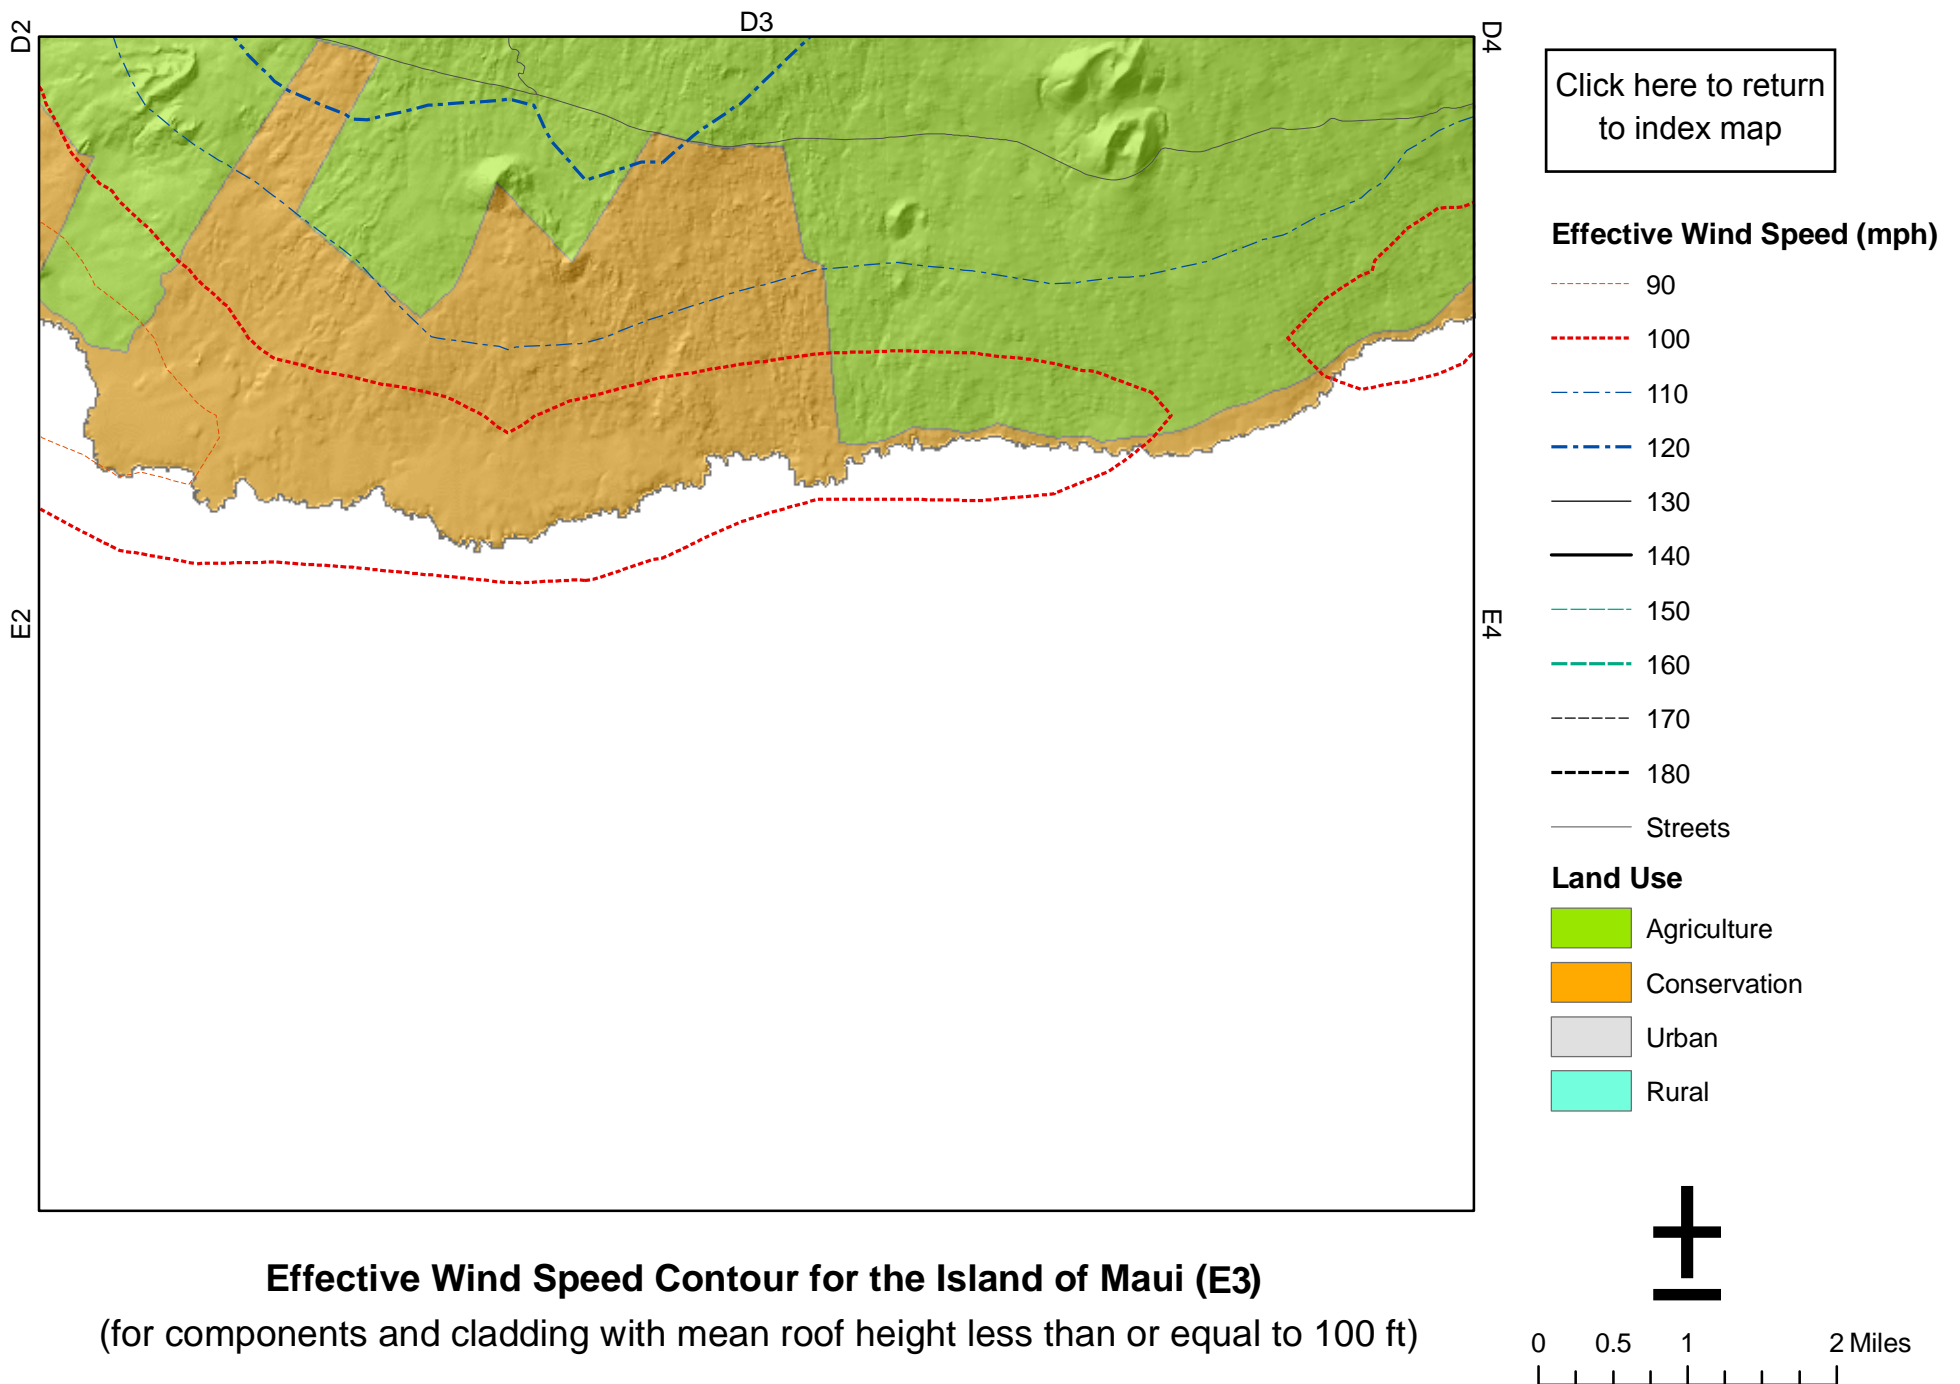 D2
D3
D4
E2
E4
Click here to return
to index map
Effective Wind Speed (mph)
90
100
110
120
130
140
150
160
170
180
Streets
Land Use
Agriculture
Conservation
Urban
Rural
Effective Wind Speed Contour for the Island of Maui (E3)
(for components and cladding with mean roof height less than or equal to 100 ft)
0 0.5 1 2 Miles